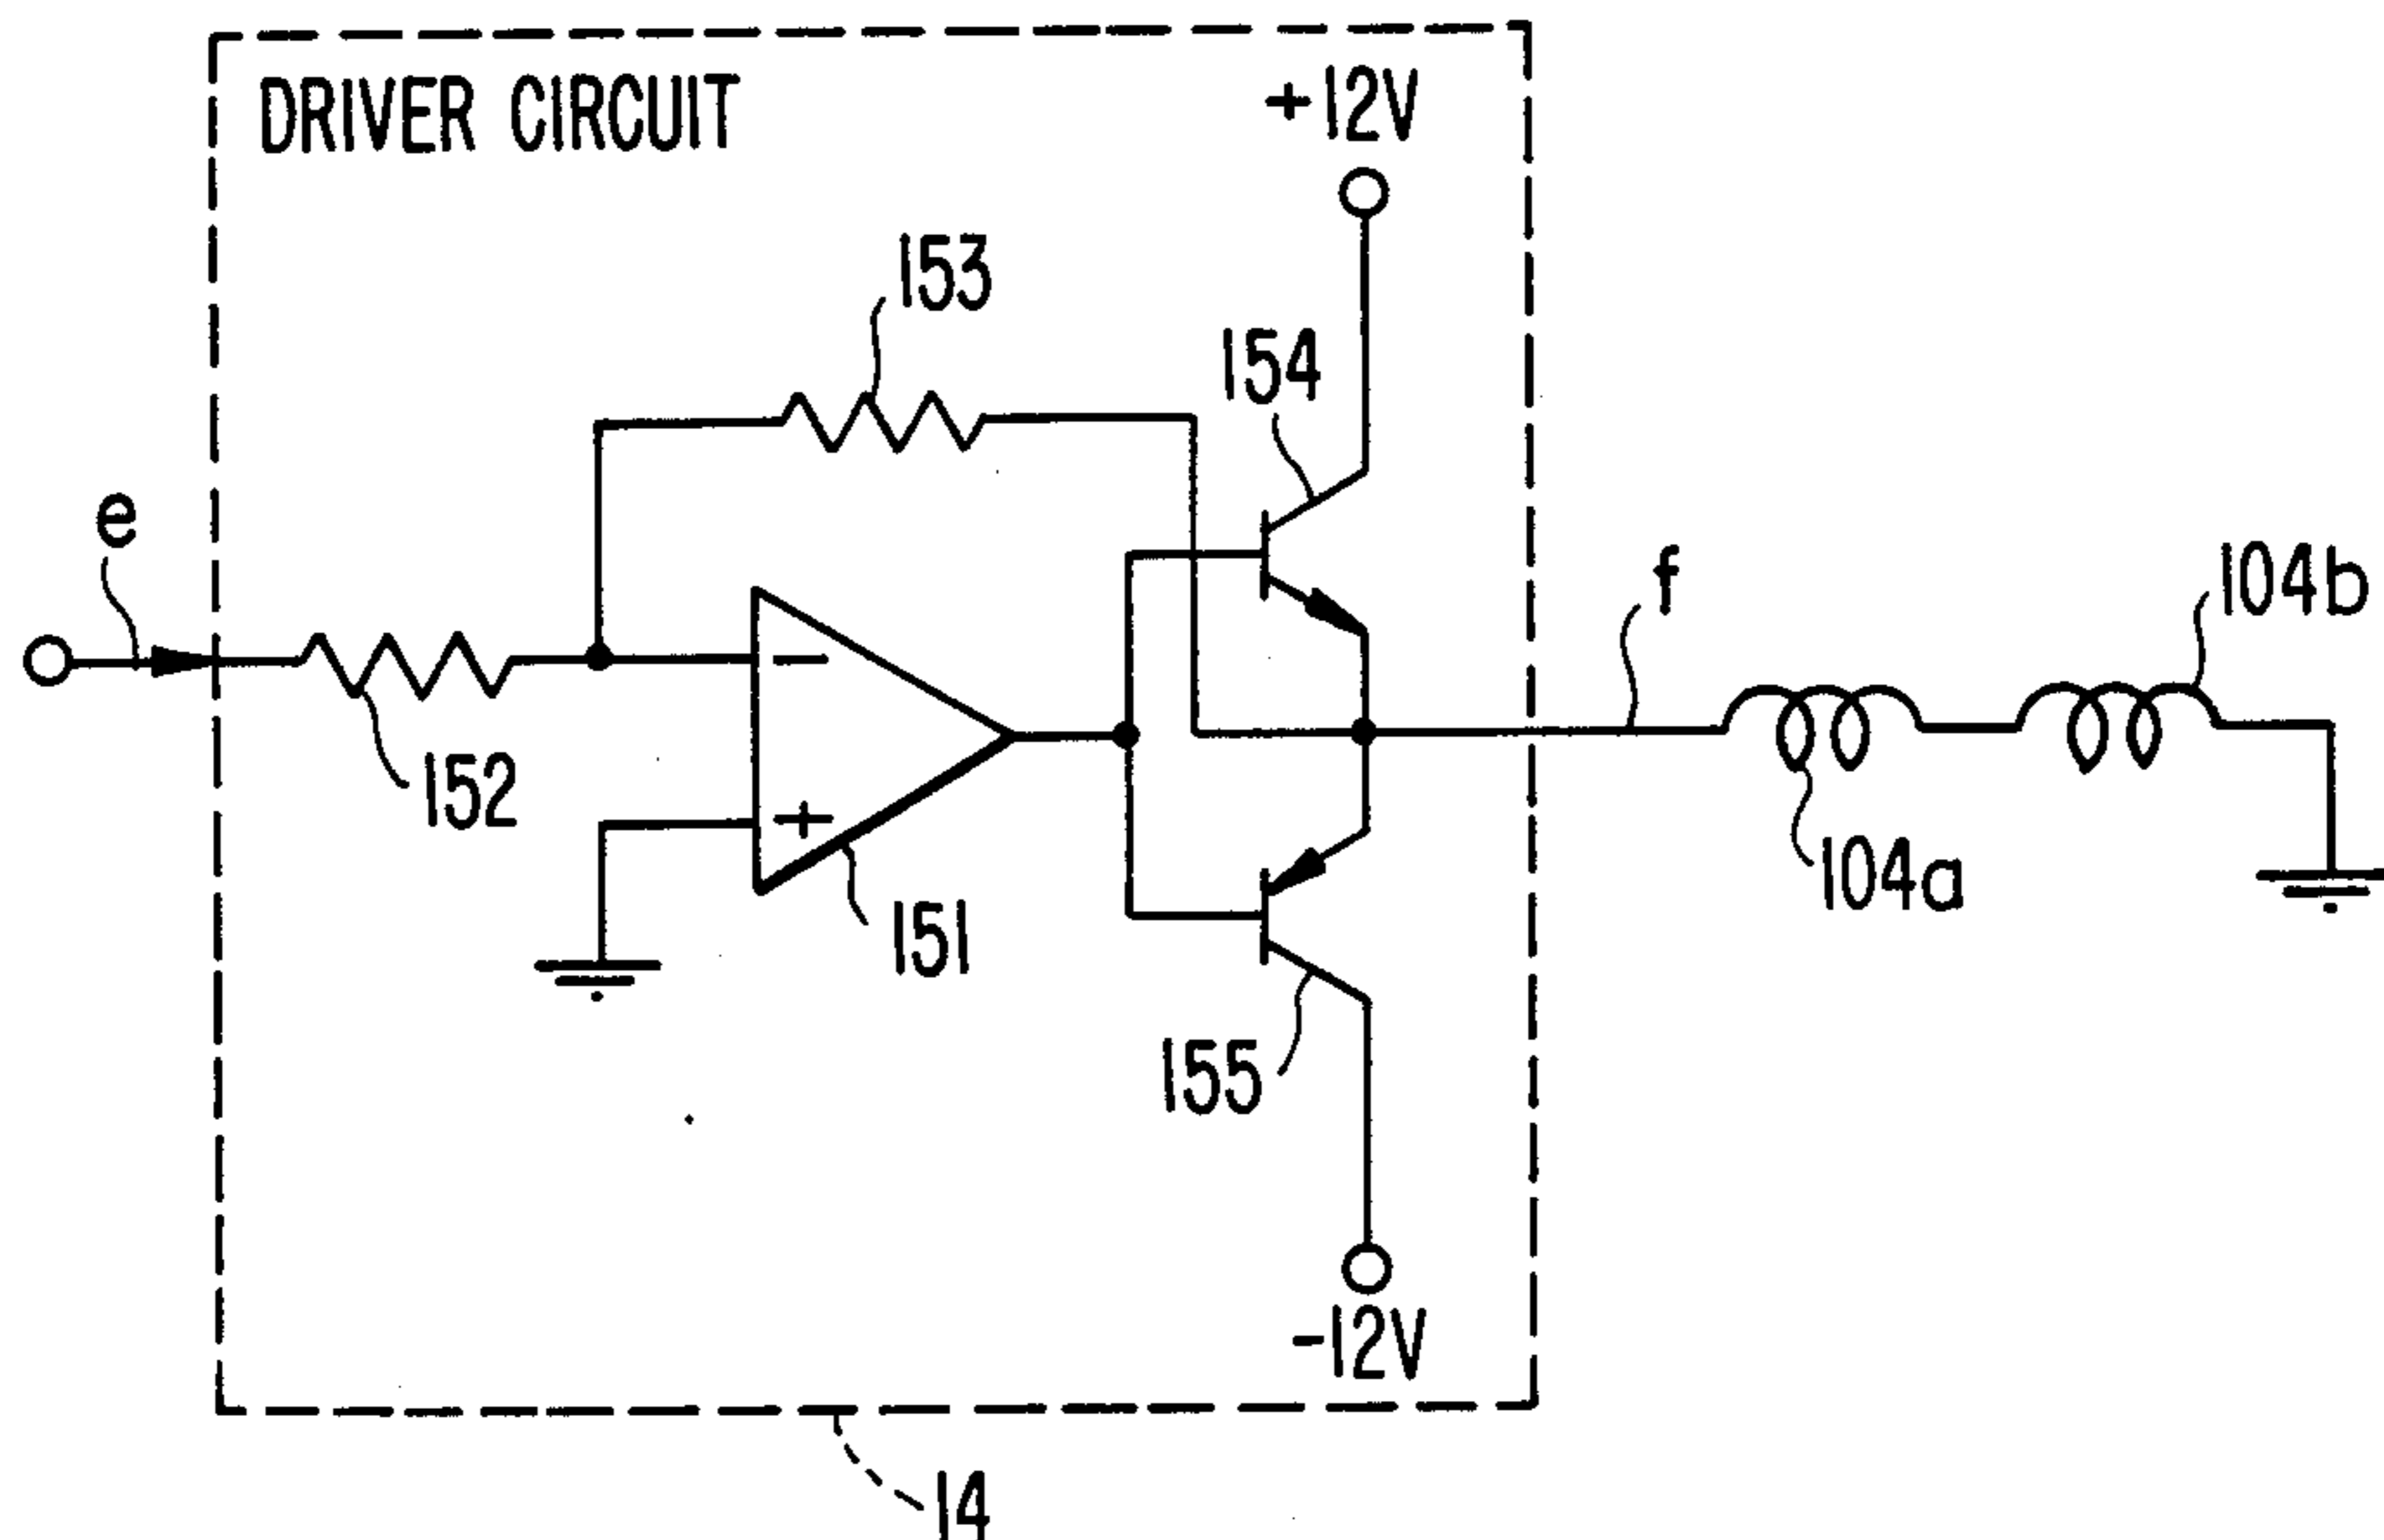 DRIVER CIRCUIT
+12V
153
154
e
f
104b
152
−
+
151
104a
155
-12V
14